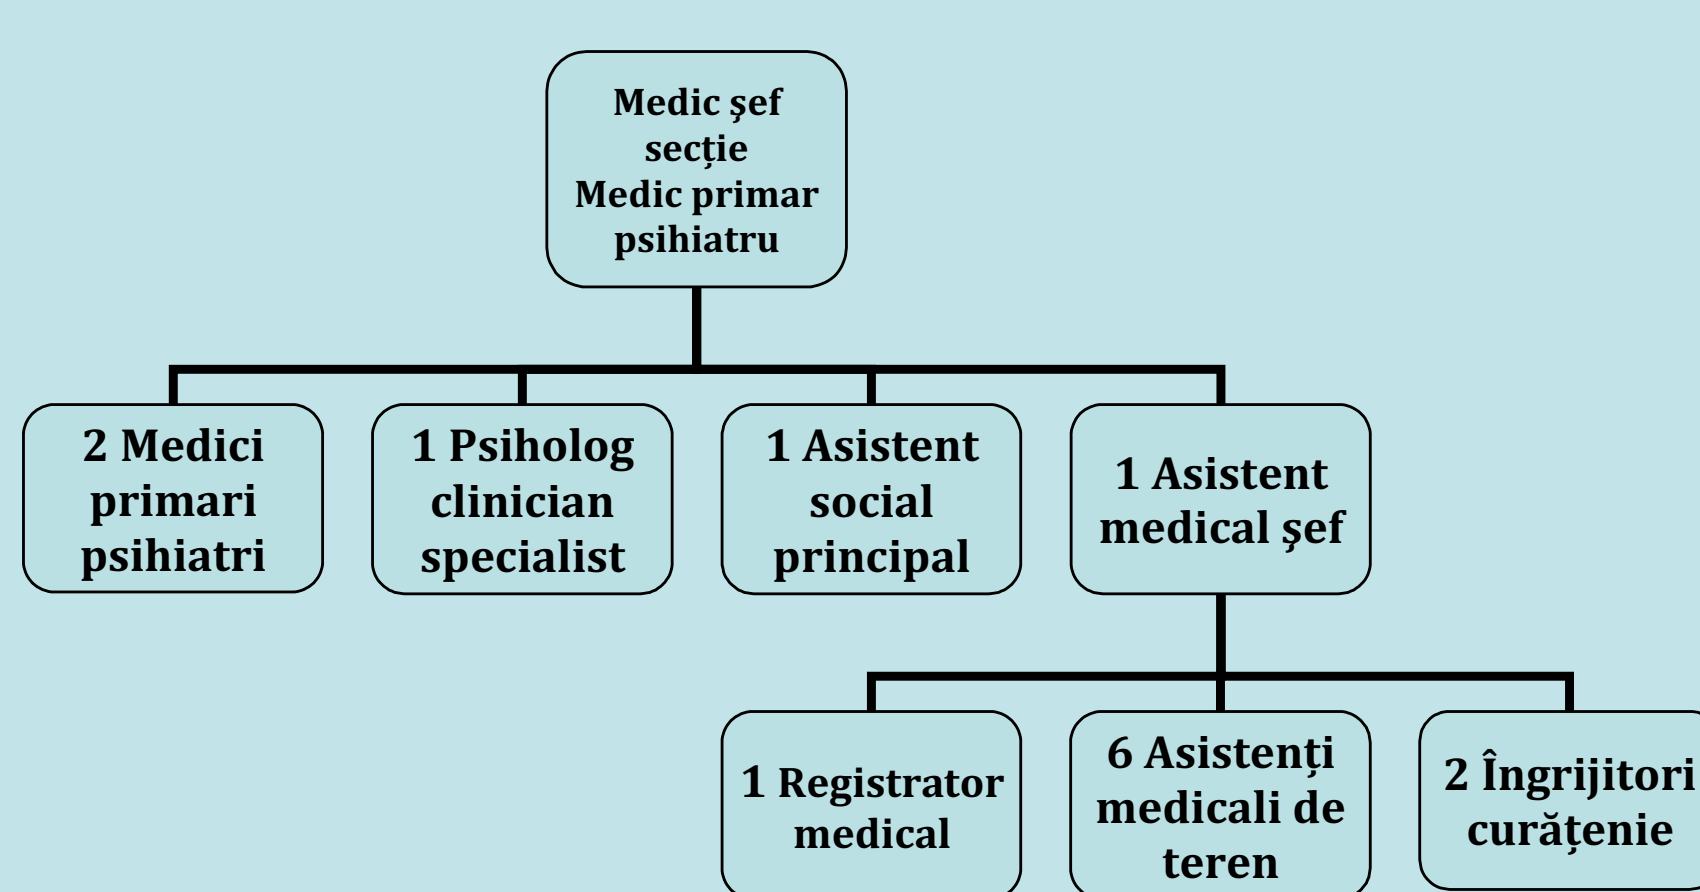 Medic şef
secție
Medic primar
psihiatru
2 Medici
primari
psihiatri
1 Psiholog
clinician
specialist
1 Asistent
social
principal
1 Asistent
medical şef
1 Registrator
medical
6 Asistenți
medicali de
teren
2 Îngrijitori
curățenie